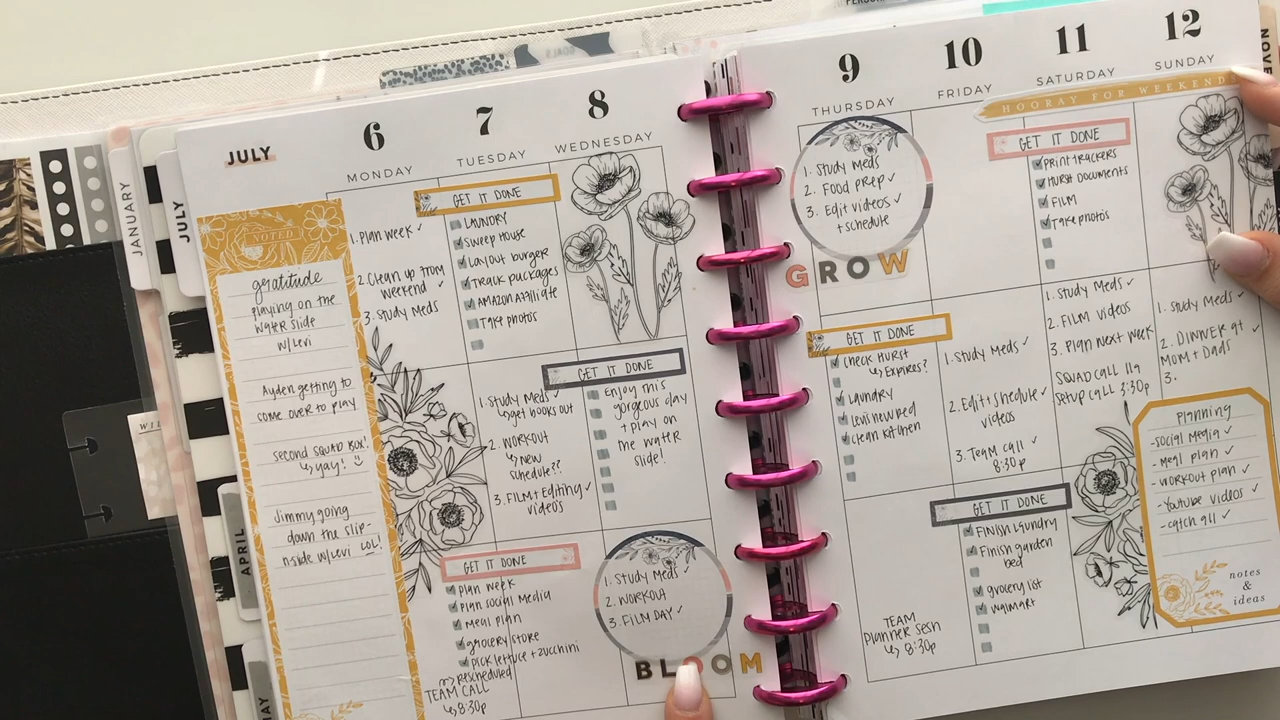 JULY
6
MONDAY
7
TUESDAY
8
WEDNESDAY
9
THURSDAY
10
FRIDAY
11
SATURDAY
12
SUNDAY
HOORAY FOR WEEKENDS
JANUARY
JULY
APRIL
NOTED
geratitude
playing on the
water slide
w/Levi
Ayden getting to
come over to play
second squad box!
yay!
Jimmy going
down the slip-
n-side w/levi LOL!
1. Plan week
2. Clean up from
weekend
3. Study Meds
GET IT DONE
LAUNDRY
Sweep house
Layout burger
Track packages
Amazon Affiliate
Take photos
1. Study Meds
get books out
2. WORKOUT
New
schedule??
3. FILM + Editing
videos
GET IT DONE
Plan week
Plan social Media
Meal plan
grocery store
pick lettuce + zucchini
rescheduled
TEAM CALL
8:30p
GET IT DONE
Enjoy this
gorgeous day
+ play on
the water
slide!
1. Study Meds
2. WORKOUT
3. FILM DAY
BLOOM
1. Study Meds
2. Food prep
3. Edit videos
+ schedule
GROW
GET IT DONE
Check Hurst
Expires?
Laundry
Levi new bed
Clean kitchen
TEAM
Planner Sesh
8:30p
1. Study Meds
2. Edit + Shedule
videos
3. Team call
8:30p
GET IT DONE
Finish Laundry
Finish garden
bed
grocery list
walmart
GET IT DONE
Print trackers
Hurst Documents
FILM
Take photos
1. Study Meds
2. FILM videos
3. Plan next week
SQUAD CALL 11a
Setup call 3:30p
1. Study Meds
2. DINNER at
MOM + Dads
3.
Planning
-Social Media
- Meal plan
- Workout plan
- Youtube videos
- catch all
notes
&
ideas